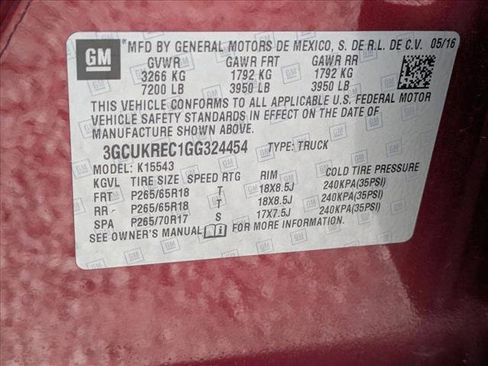 GM MFD BY GENERAL MOTORS DE MEXICO, S. DE R.L. DE C.V. 05/16
GVWR GAWR FRT GAWR RR
3266 KG 1792 KG 1792 KG
7200 LB 3950 LB 3950 LB
THIS VEHICLE CONFORMS TO ALL APPLICABLE U.S. FEDERAL MOTOR
VEHICLE SAFETY STANDARDS IN EFFECT ON THE DATE OF
MANUFACTURE SHOWN ABOVE.
3GCUKREC1GG324454 TYPE: TRUCK
MODEL: K15543
KGVL TIRE SIZE SPEED RTG RIM COLD TIRE PRESSURE
FRT P265/65R18 T 18X8.5J 240KPA(35PSI)
RR P265/65R18 T 18X8.5J 240KPA(35PSI)
SPA P265/70R17 S 17X7.5J 240KPA(35PSI)
SEE OWNER'S MANUAL FOR MORE INFORMATION.